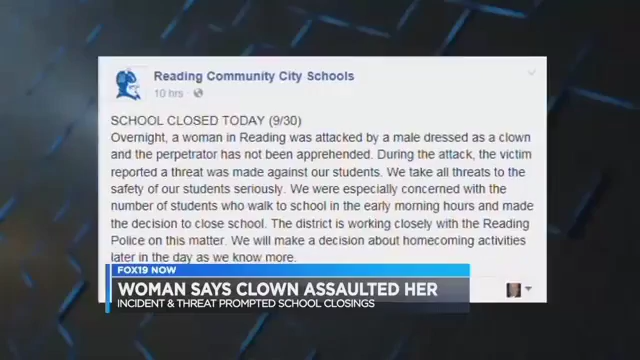 Reading Community City Schools
10 hrs ·
SCHOOL CLOSED TODAY (9/30)
Overnight, a woman in Reading was attacked by a male dressed as a clown
and the perpetrator has not been apprehended. During the attack, the victim
reported a threat was made against our students. We take all threats to the
safety of our students seriously. We were especially concerned with the
number of students who walk to school in the early morning hours and made
the decision to close school. The district is working closely with the Reading
Police on this matter. We will make a decision about homecoming activities
later in the day as we know more.
FOX19 NOW
WOMAN SAYS CLOWN ASSAULTED HER
INCIDENT & THREAT PROMPTED SCHOOL CLOSINGS